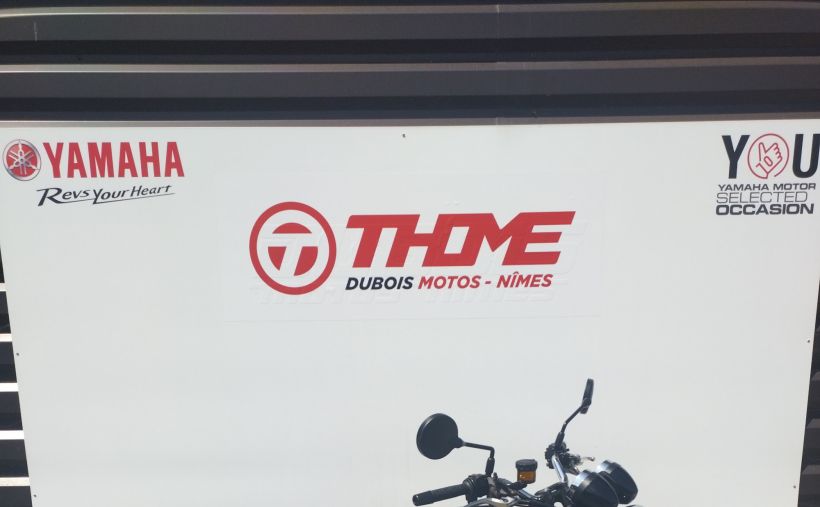 YAMAHA
Revs Your Heart
THOME
DUBOIS MOTOS - NÎMES
YOU
YAMAHA MOTOR
SELECTED
OCCASION